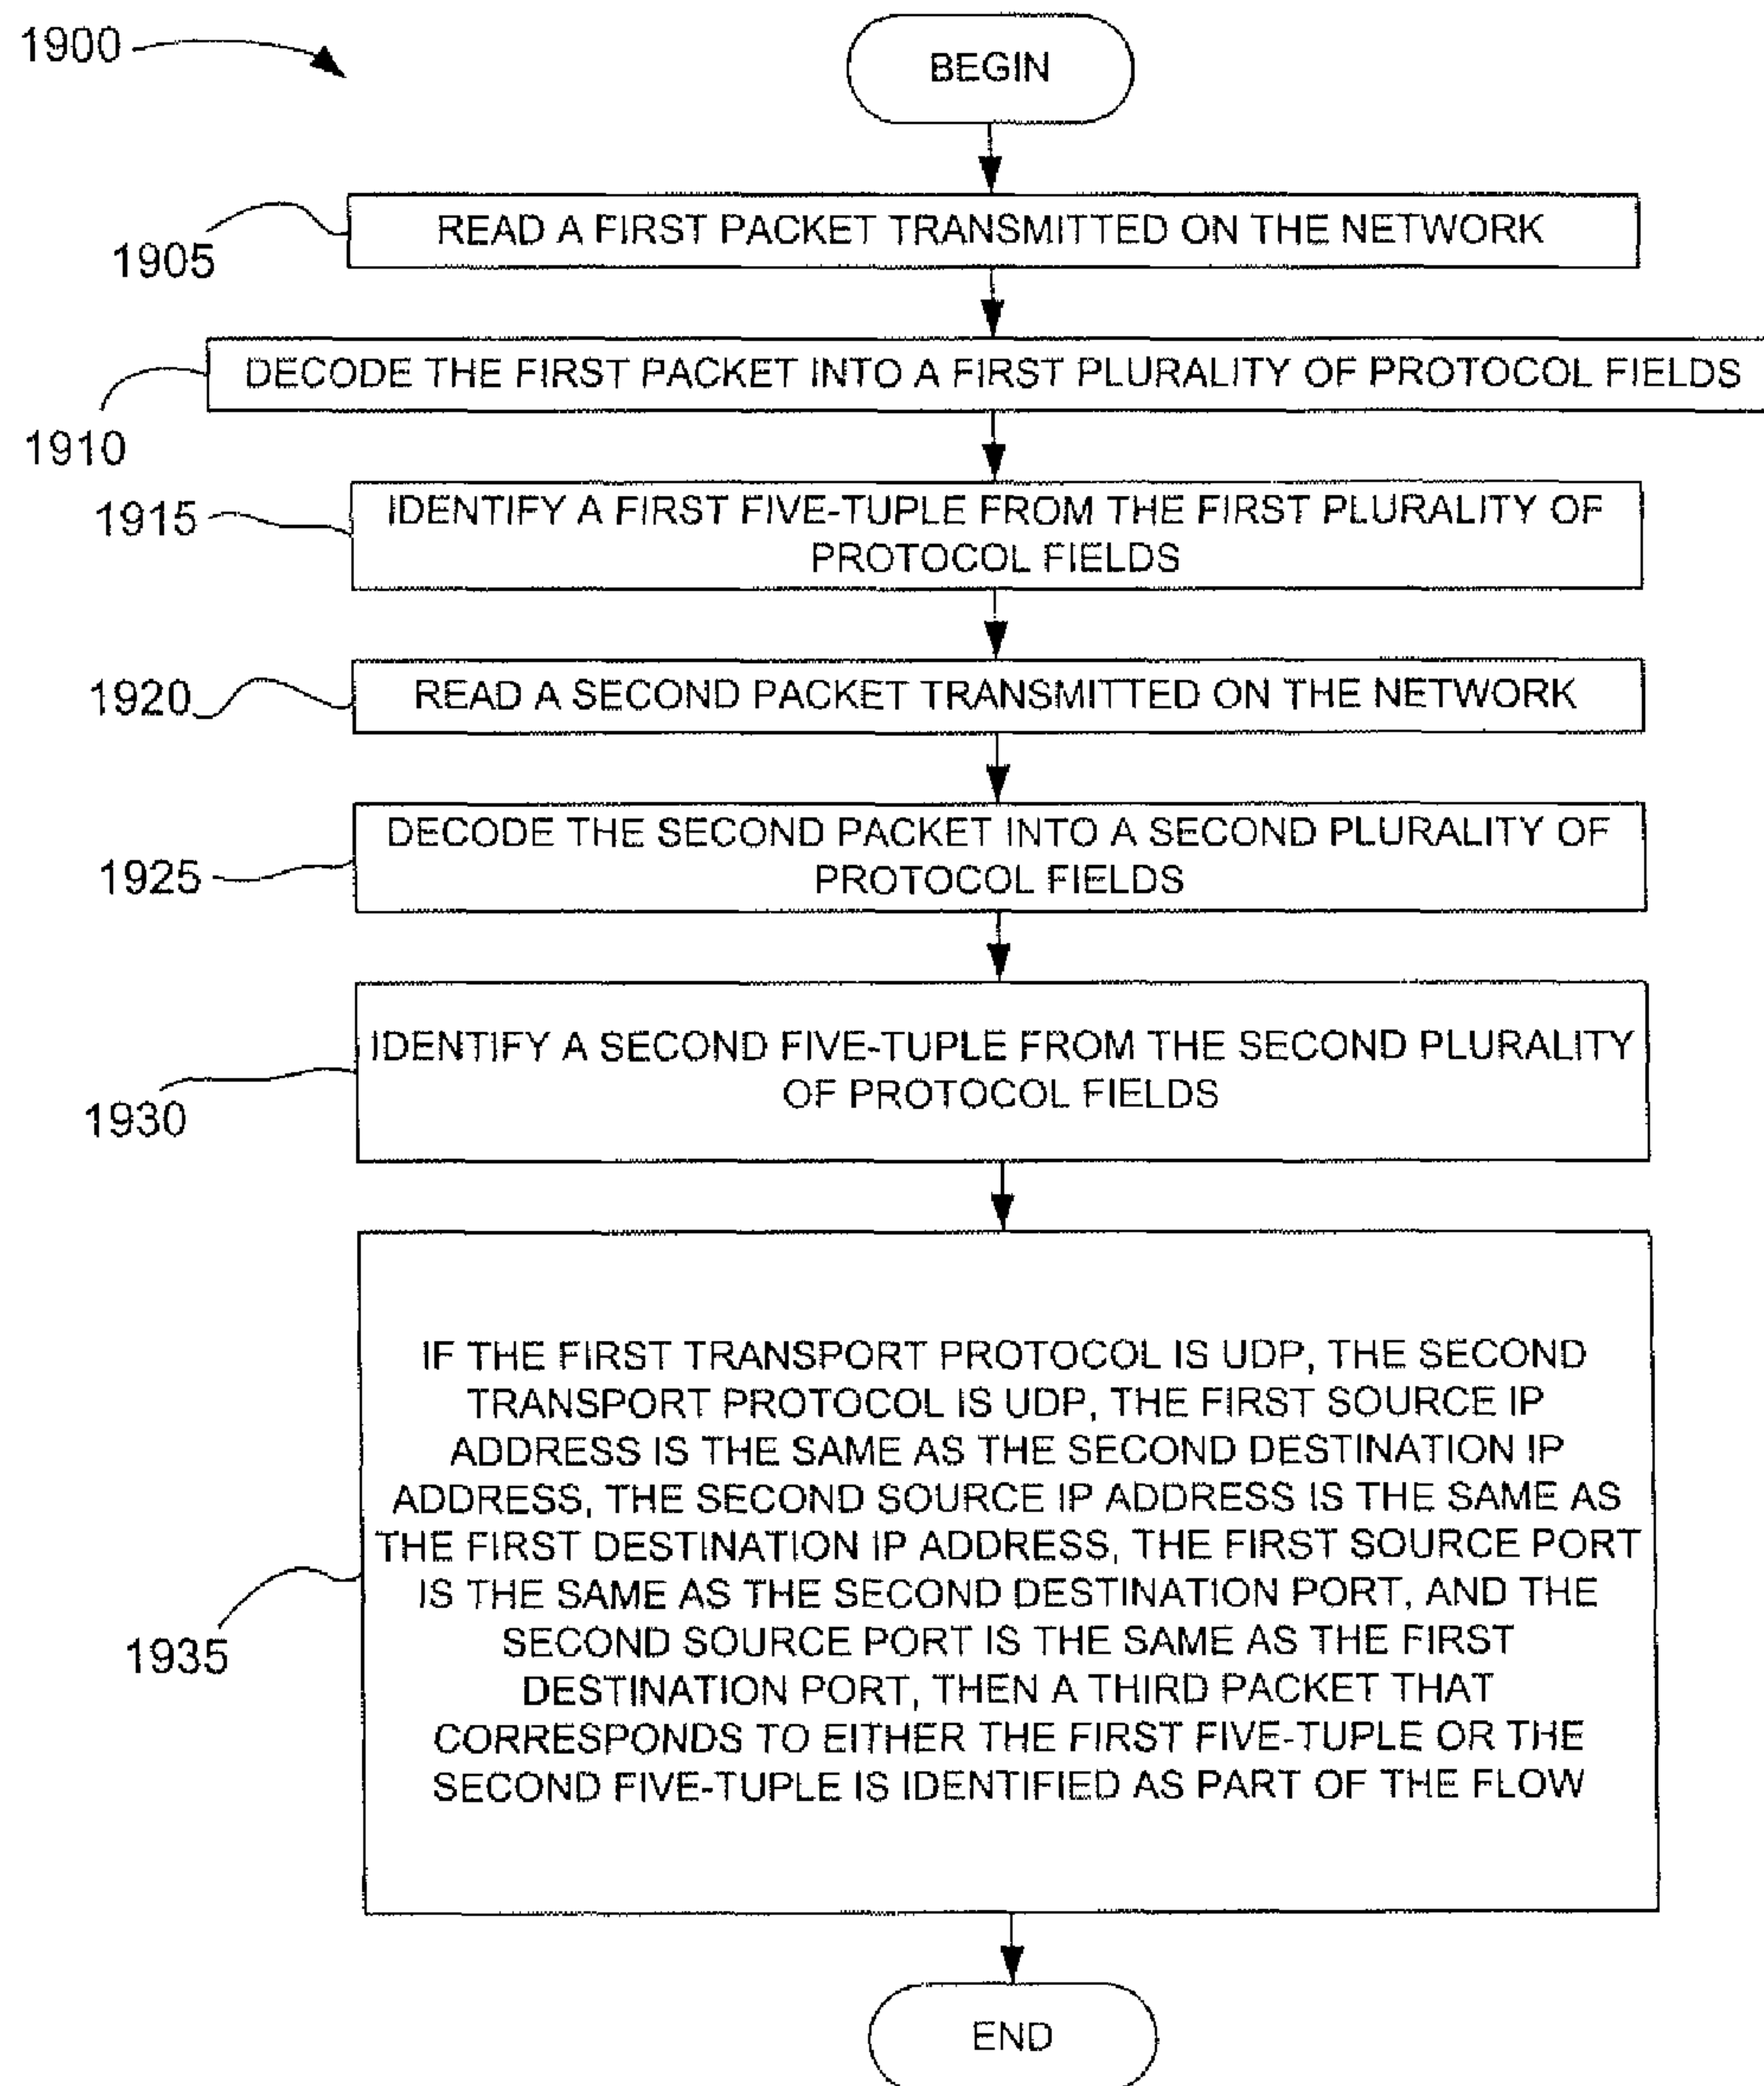 1900
BEGIN
READ A FIRST PACKET TRANSMITTED ON THE NETWORK
1905
DECODE THE FIRST PACKET INTO A FIRST PLURALITY OF PROTOCOL FIELDS
1910
IDENTIFY A FIRST FIVE-TUPLE FROM THE FIRST PLURALITY OF
PROTOCOL FIELDS
1915
READ A SECOND PACKET TRANSMITTED ON THE NETWORK
1920
DECODE THE SECOND PACKET INTO A SECOND PLURALITY OF
PROTOCOL FIELDS
1925
IDENTIFY A SECOND FIVE-TUPLE FROM THE SECOND PLURALITY
OF PROTOCOL FIELDS
1930
IF THE FIRST TRANSPORT PROTOCOL IS UDP, THE SECOND
TRANSPORT PROTOCOL IS UDP, THE FIRST SOURCE IP
ADDRESS IS THE SAME AS THE SECOND DESTINATION IP
ADDRESS, THE SECOND SOURCE IP ADDRESS IS THE SAME AS
THE FIRST DESTINATION IP ADDRESS, THE FIRST SOURCE PORT
IS THE SAME AS THE SECOND DESTINATION PORT, AND THE
SECOND SOURCE PORT IS THE SAME AS THE FIRST
DESTINATION PORT, THEN A THIRD PACKET THAT
CORRESPONDS TO EITHER THE FIRST FIVE-TUPLE OR THE
SECOND FIVE-TUPLE IS IDENTIFIED AS PART OF THE FLOW
1935
END